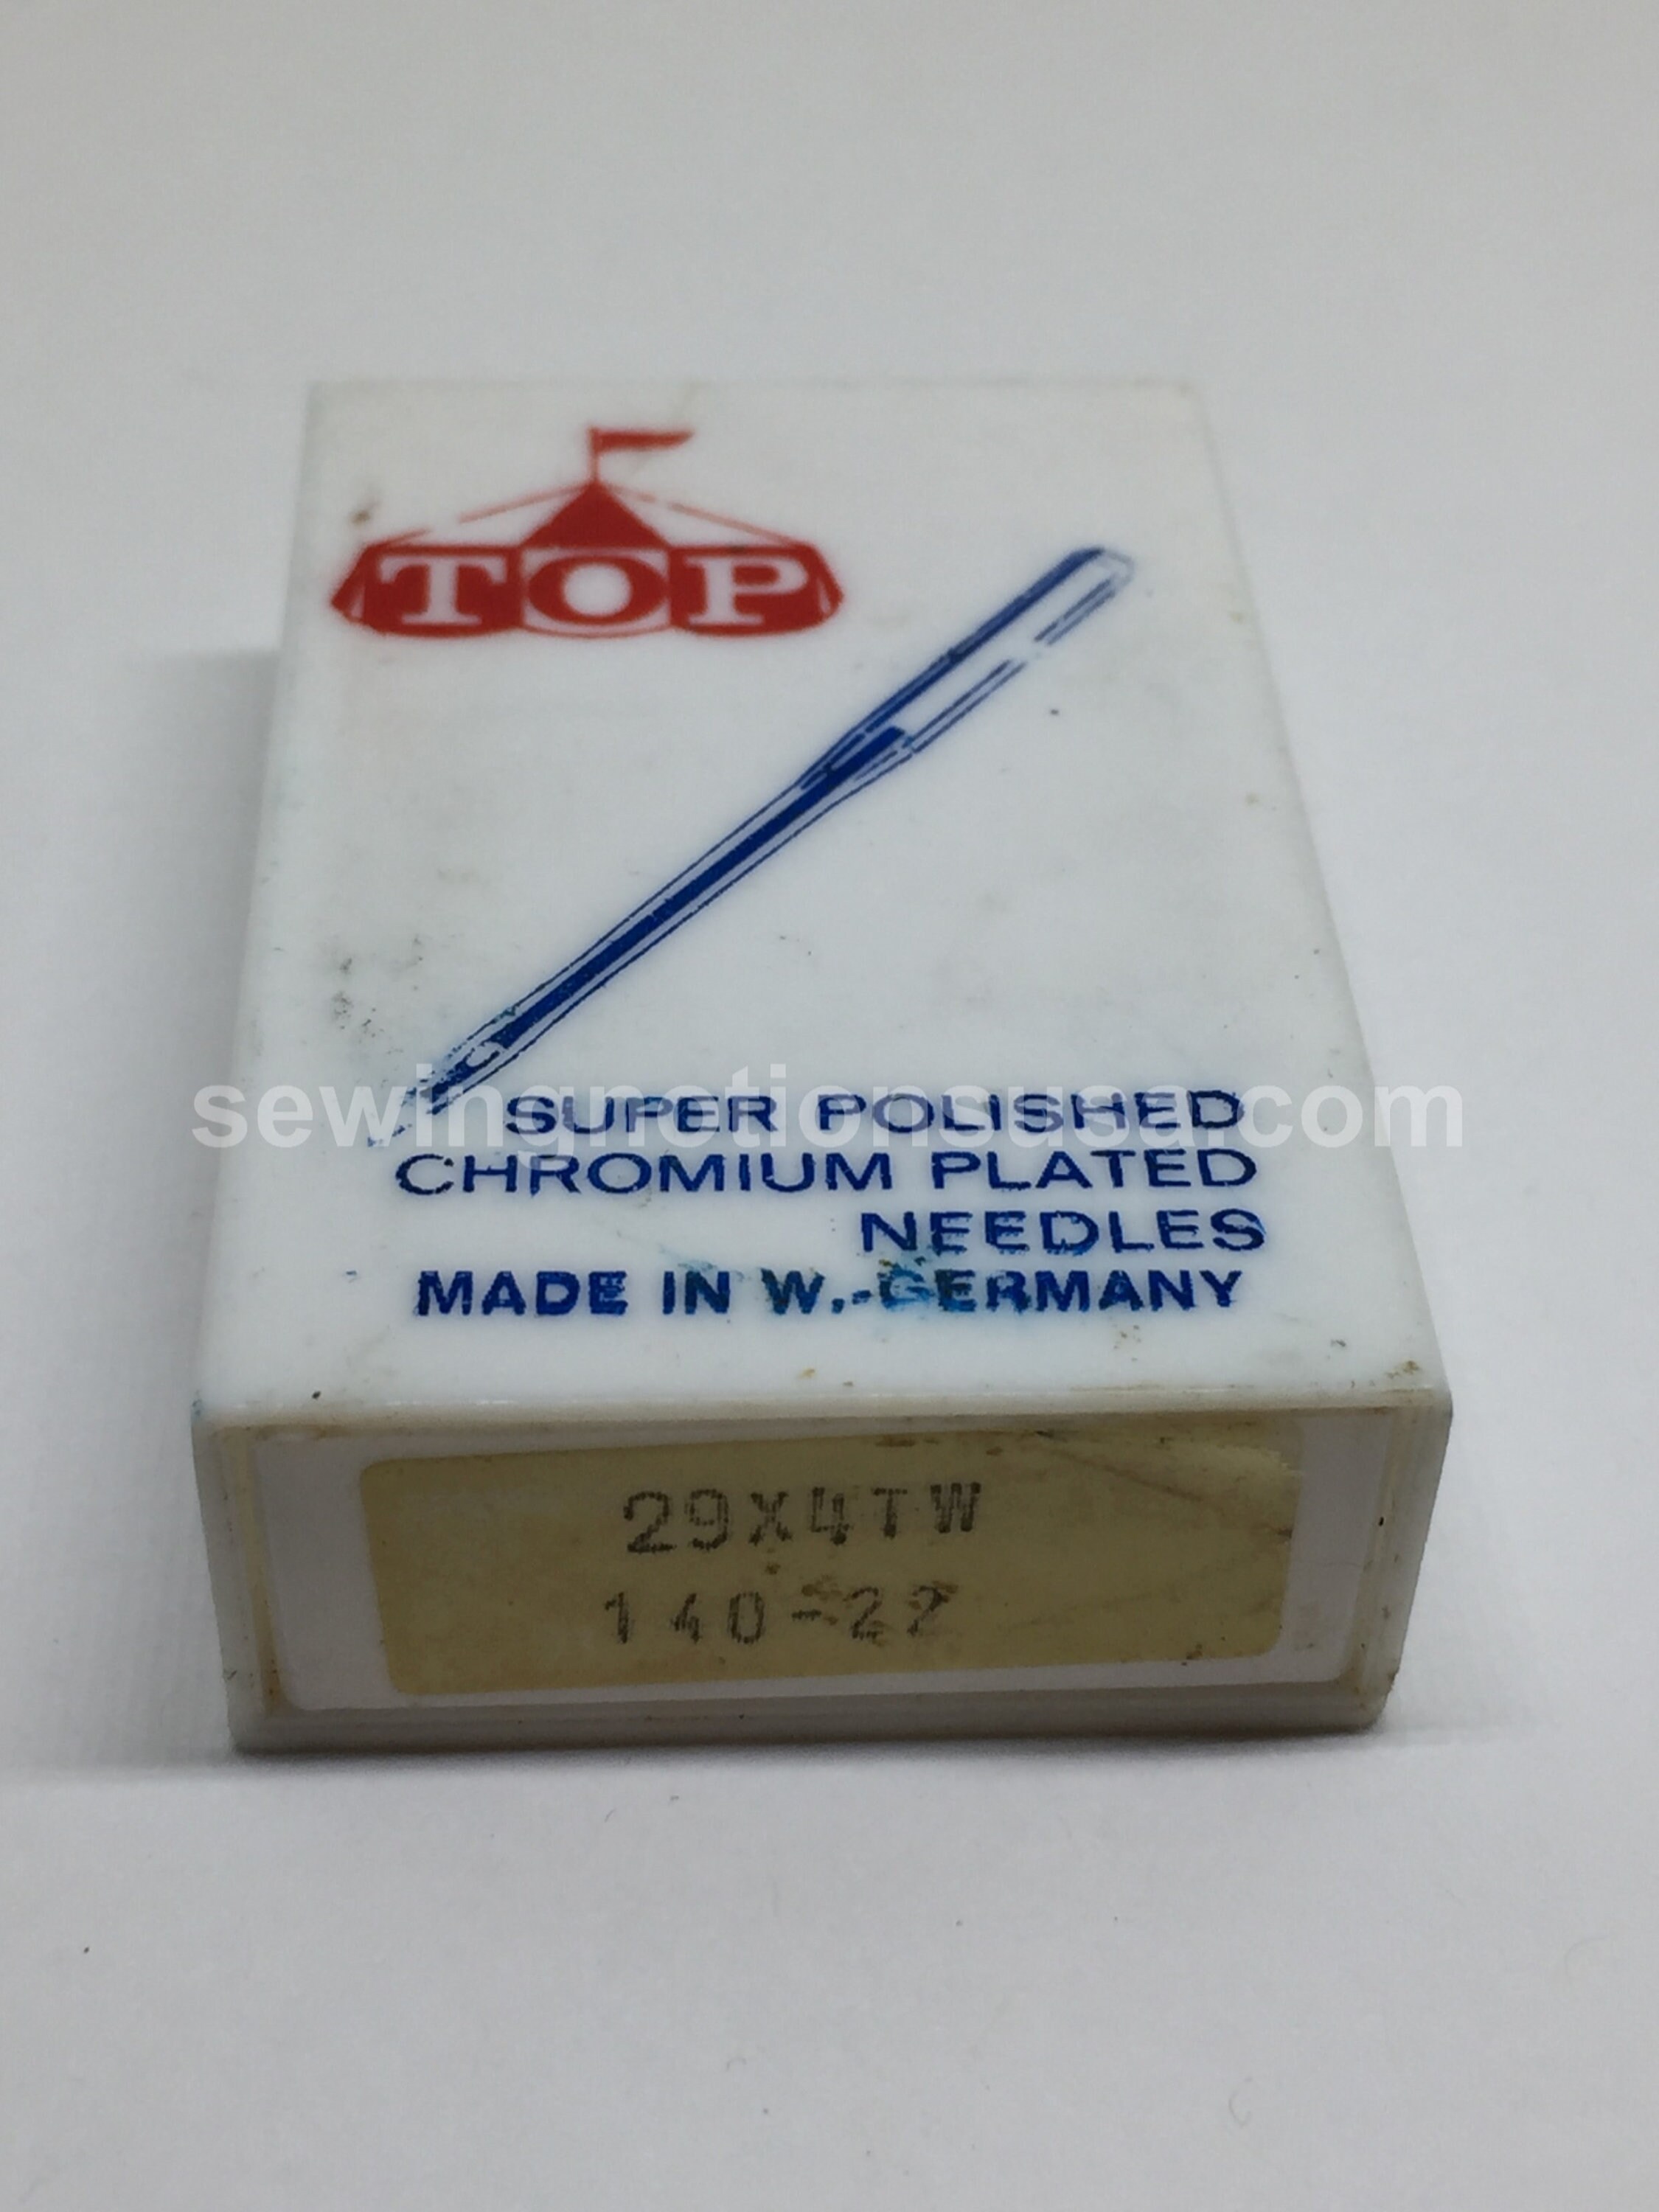 TOP
sewingnotionsusa.com
SUPER POLISHED
CHROMIUM PLATED
NEEDLES
MADE IN W.-GERMANY
29X4TW
140-22